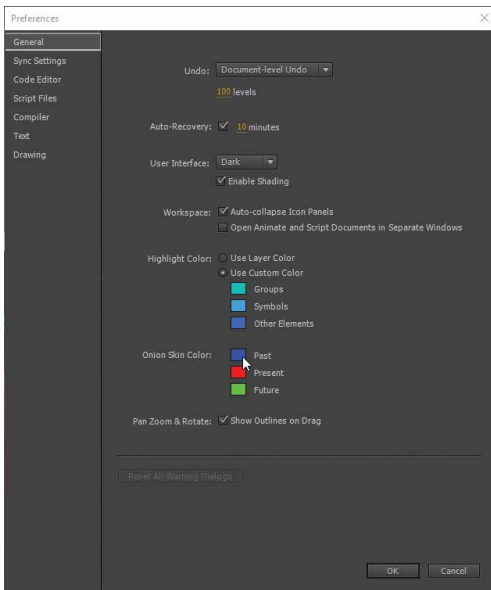 Preferences
General
Sync Settings
Code Editor
Script Files
Compiler
Text
Drawing
Undo: Document-level Undo
100 levels
Auto-Recovery: 10 minutes
User Interface: Dark
Enable Shading
Workspace: Auto-collapse Icon Panels
Open Animate and Script Documents in Separate Windows
Highlight Color: Use Layer Color
Use Custom Color
Groups
Symbols
Other Elements
Onion Skin Color: Past
Present
Future
Pan Zoom & Rotate: Show Outlines on Drag
Reset All Warning Dialogs
OK Cancel